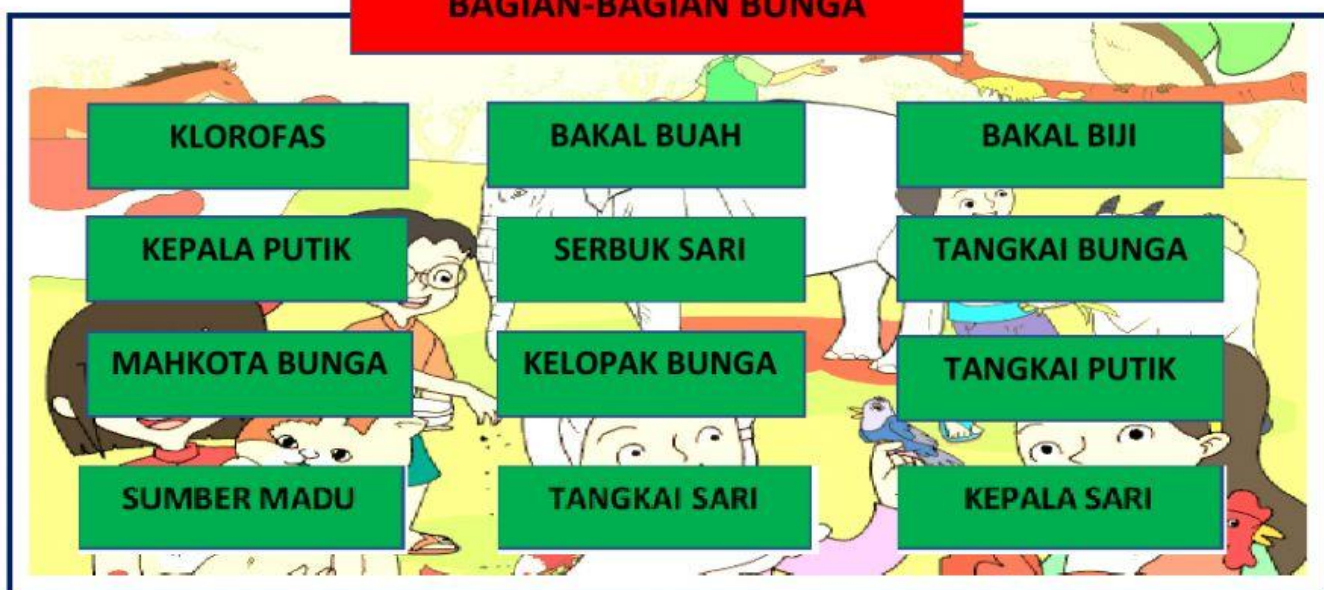 BAGIAN-BAGIAN BUNGA
KLOROFAS
BAKAL BUAH
BAKAL BIJI
KEPALA PUTIK
SERBUK SARI
TANGKAI BUNGA
MAHKOTA BUNGA
KELOPAK BUNGA
TANGKAI PUTIK
SUMBER MADU
TANGKAI SARI
KEPALA SARI